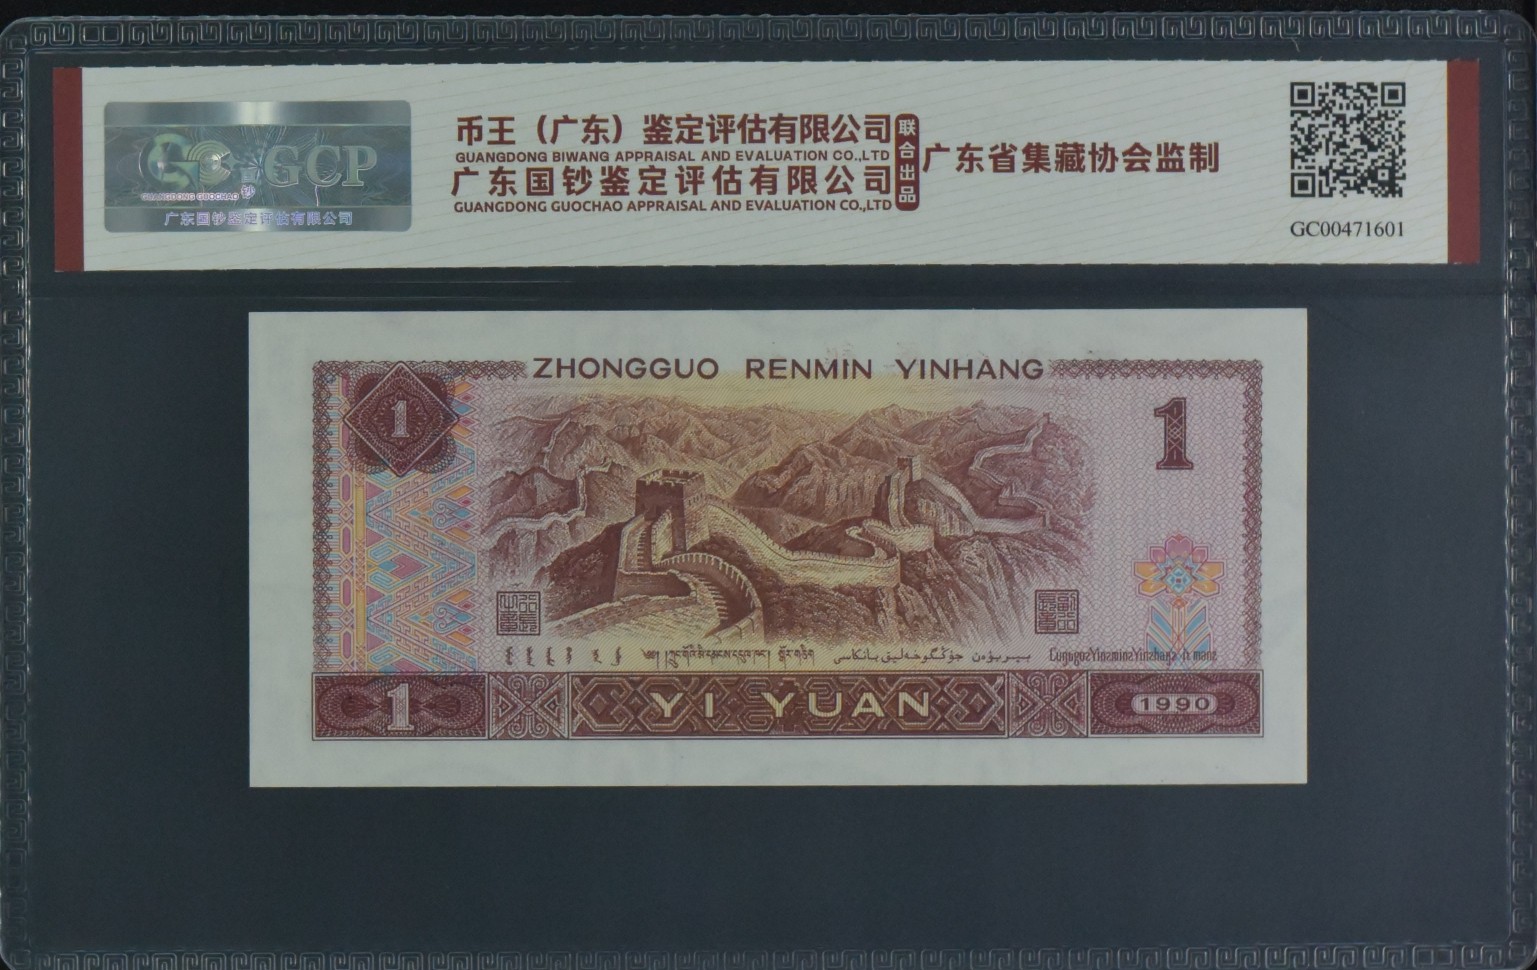 GCP
GUANGDONG GUOCHAO 钞
广东国钞鉴定评估有限公司
币王（广东）鉴定评估有限公司
GUANGDONG BIWANG APPRAISAL AND EVALUATION CO.,LTD
广东国钞鉴定评估有限公司
GUANGDONG GUOCHAO APPRAISAL AND EVALUATION CO.,LTD
联合出品
广东省集藏协会监制
GC00471601
ZHONGGUO RENMIN YINHANG
1
1
1
YI YUAN
1990